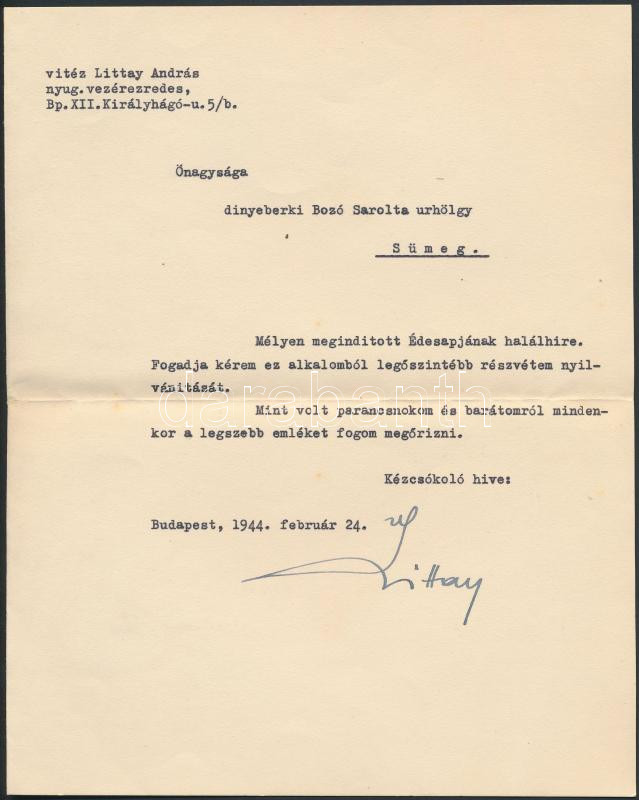 vitéz Littay András
nyug.vezérezredes,
Bp.XII.Királyhágó-u.5/b.
Önagysága
dinyeberki Bozó Sarolta urhölgy
Sümeg.
Mélyen meginditott Édesapjának halálhire.
Fogadja kérem ez alkalomból legőszintébb részvétem nyil-
vánitását.
darabanth
Mint volt parancsnokom és barátomról minden-
kor a legszebb emléket fogom megőrizni.
Kézcsókoló hive:
Budapest, 1944. február 24.
Littay